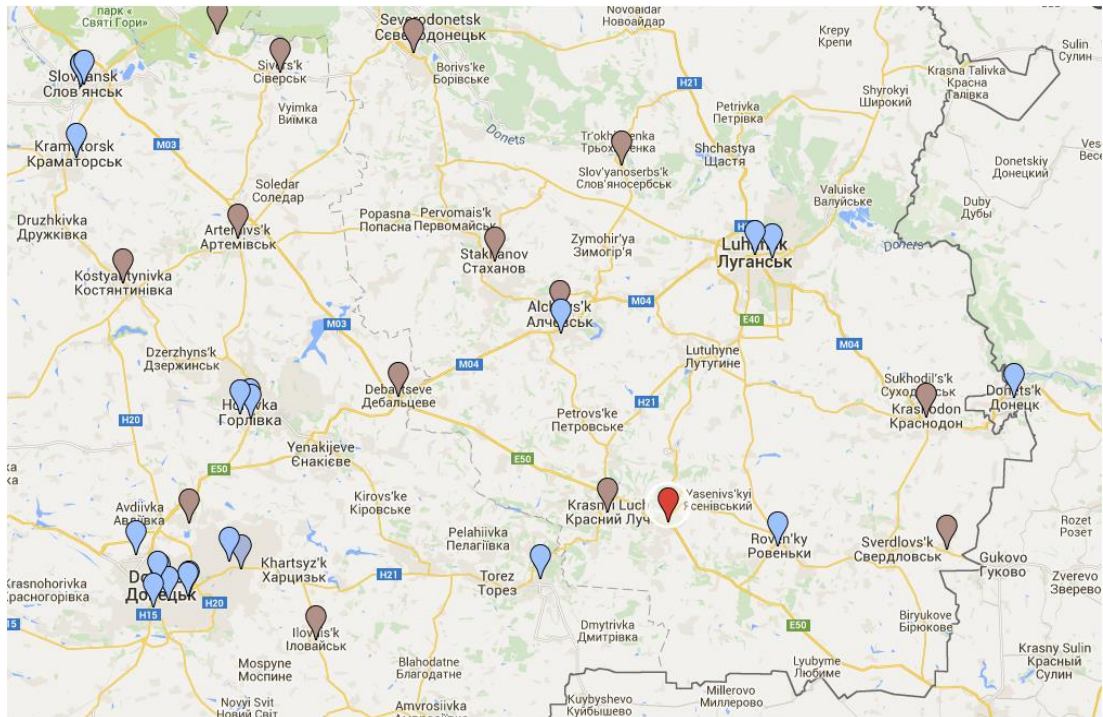 парк «
Святі Гори»
Sivers'k
Сіверськ
Vyimka
Виїмка
Slov'yansk
Слов'янськ
Kramatorsk
Краматорськ
M03
Severodonetsk
Сєвєродонецьк
Borivs'ke
Борівське
Novoaidar
Новоайдар
H21
Krepy
Крепи
Sulin
Сулин
Krasna Talivka
Красна
Талівка
Shyrokyi
Широкий
Petrivka
Петрівка
Donets
Shchastya
Щастя
Slov'yanoserbs'k
Слов'яносербськ
Donetskiy
Донецкий
Valuiske
Валуйське
Duby
Дубы
Donets
Soledar
Соледар
Druzhkivka
Дружківка
Artemivs'k
Артемівськ
Popasna
Попасна
Pervomais'k
Первомайськ
Zymohir'ya
Зимогір'я
Stakhanov
Стаханов
Luhans'k
Луганськ
Kostyantynivka
Костянтинівка
Alchevs'k
Алчевськ
M04
E40
M03
M04
Dzerzhyns'k
Дзержинськ
M04
Lutuhyne
Лутугине
Debaltseve
Дебальцеве
Sukhodil's'k
Суходільськ
Krasnodon
Краснодон
Donets'k
Донецк
H21
Horlivka
Горлівка
H20
Petrovs'ke
Петровське
Yenakijeve
Єнакієве
E50
E50
Avdiivka
Авдіївка
Kirovs'ke
Кіровське
Krasnyi Luch
Красний Луч
Yasenivs'kyi
Ясенівський
Pelahiivka
Пелагіївка
Rozet
Розет
Roven'ky
Ровеньки
Sverdlovs'k
Свердловськ
Gukovo
Гуково
Khartsyz'k
Харцизьк
H21
Torez
Торез
Zverevo
Зверево
Krasnohorivka
Красногорівка
Донецьк
H20
H15
Biryukove
Бірюкове
E50
Dmytrivka
Дмитрівка
Ilovais'k
Іловайськ
Mospyne
Моспине
Blahodatne
Благодатне
Lyubyme
Любиме
Krasny Sulin
Красный
Сулин
Kuybyshevo
Куйбышево
Millerovo
Миллерово
Novyi Svit
Новий Світ
Amvrosiivka